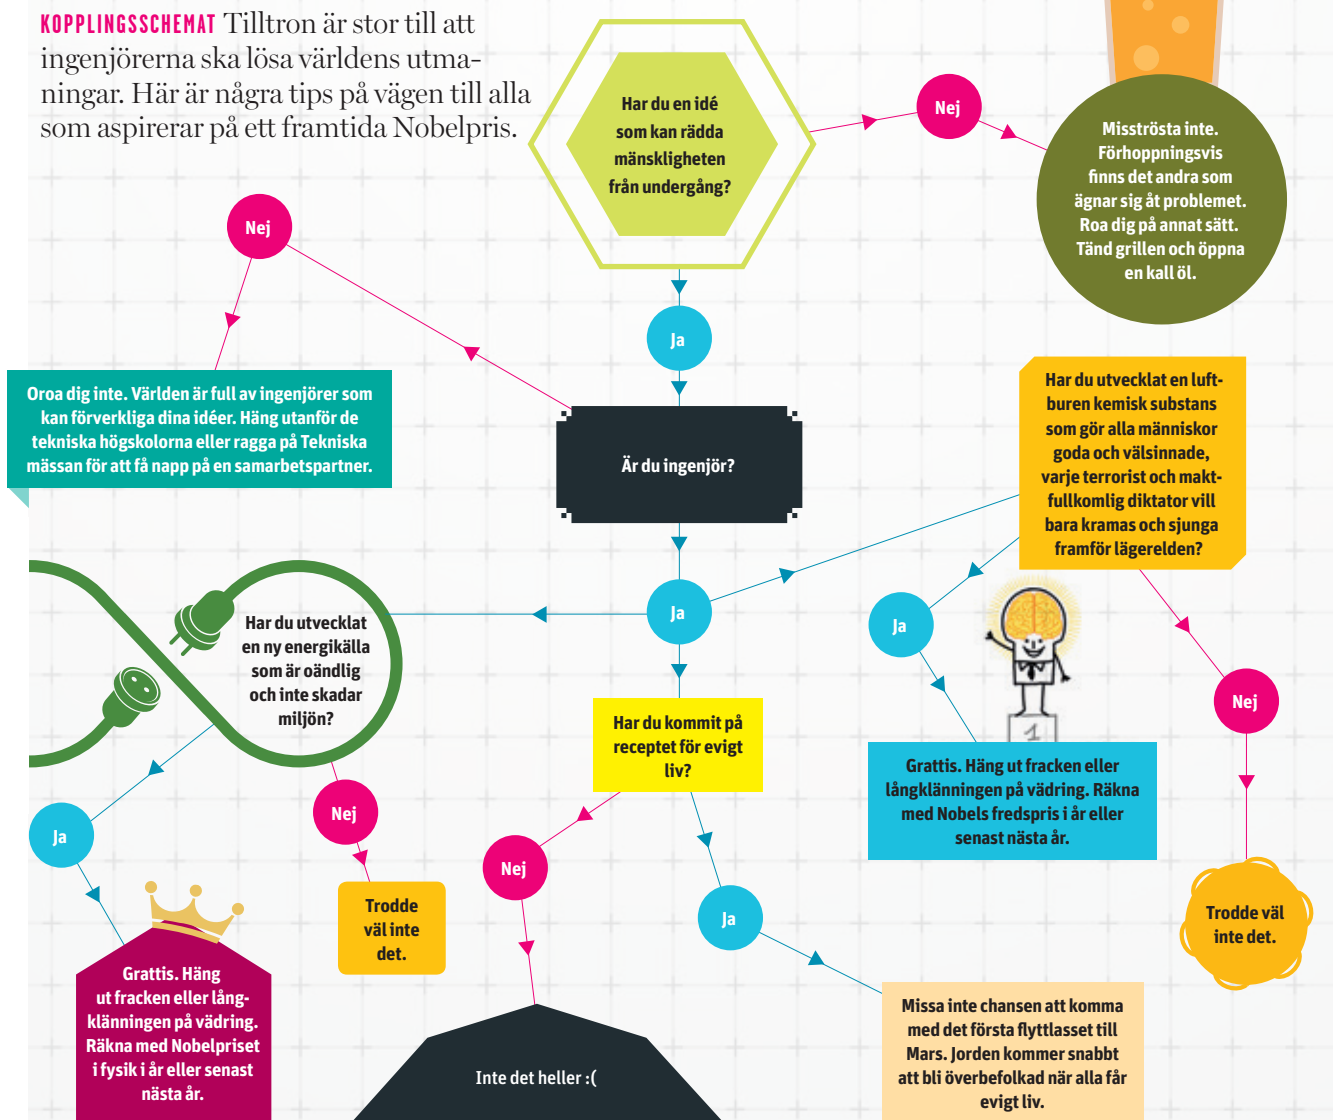 KOPPLINGSSCHEMAT Tilltron är stor till att
ingenjörerna ska lösa världens utma-
ningar. Här är några tips på vägen till alla
som aspirerar på ett framtida Nobelpris.
Har du en idé
som kan rädda
mänskligheten
från undergång?
Nej
Misströsta inte.
Förhoppningsvis
finns det andra som
ägnar sig åt problemet.
Roa dig på annat sätt.
Tänd grillen och öppna
en kall öl.
Nej
Ja
Oroa dig inte. Världen är full av ingenjörer som
kan förverkliga dina idéer. Häng utanför de
tekniska högskolorna eller ragga på Tekniska
mässan för att få napp på en samarbetspartner.
Är du ingenjör?
Har du utvecklat en luft-
buren kemisk substans
som gör alla människor
goda och välsinnade,
varje terrorist och makt-
fullkomlig diktator vill
bara kramas och sjunga
framför lägerelden?
Ja
Har du utvecklat
en ny energikälla
som är oändlig
och inte skadar
miljön?
Ja
Nej
Har du kommit på
receptet för evigt
liv?
1
Grattis. Häng ut fracken eller
långklänningen på vädring. Räkna
med Nobels fredspris i år eller
senast nästa år.
Ja
Nej
Nej
Ja
Trodde
väl inte
det.
Trodde väl
inte det.
Grattis. Häng
ut fracken eller lång-
klänningen på vädring.
Räkna med Nobelpriset
i fysik i år eller senast
nästa år.
Inte det heller :(
Missa inte chansen att komma
med det första flyttlasset till
Mars. Jorden kommer snabbt
att bli överbefolkad när alla får
evigt liv.